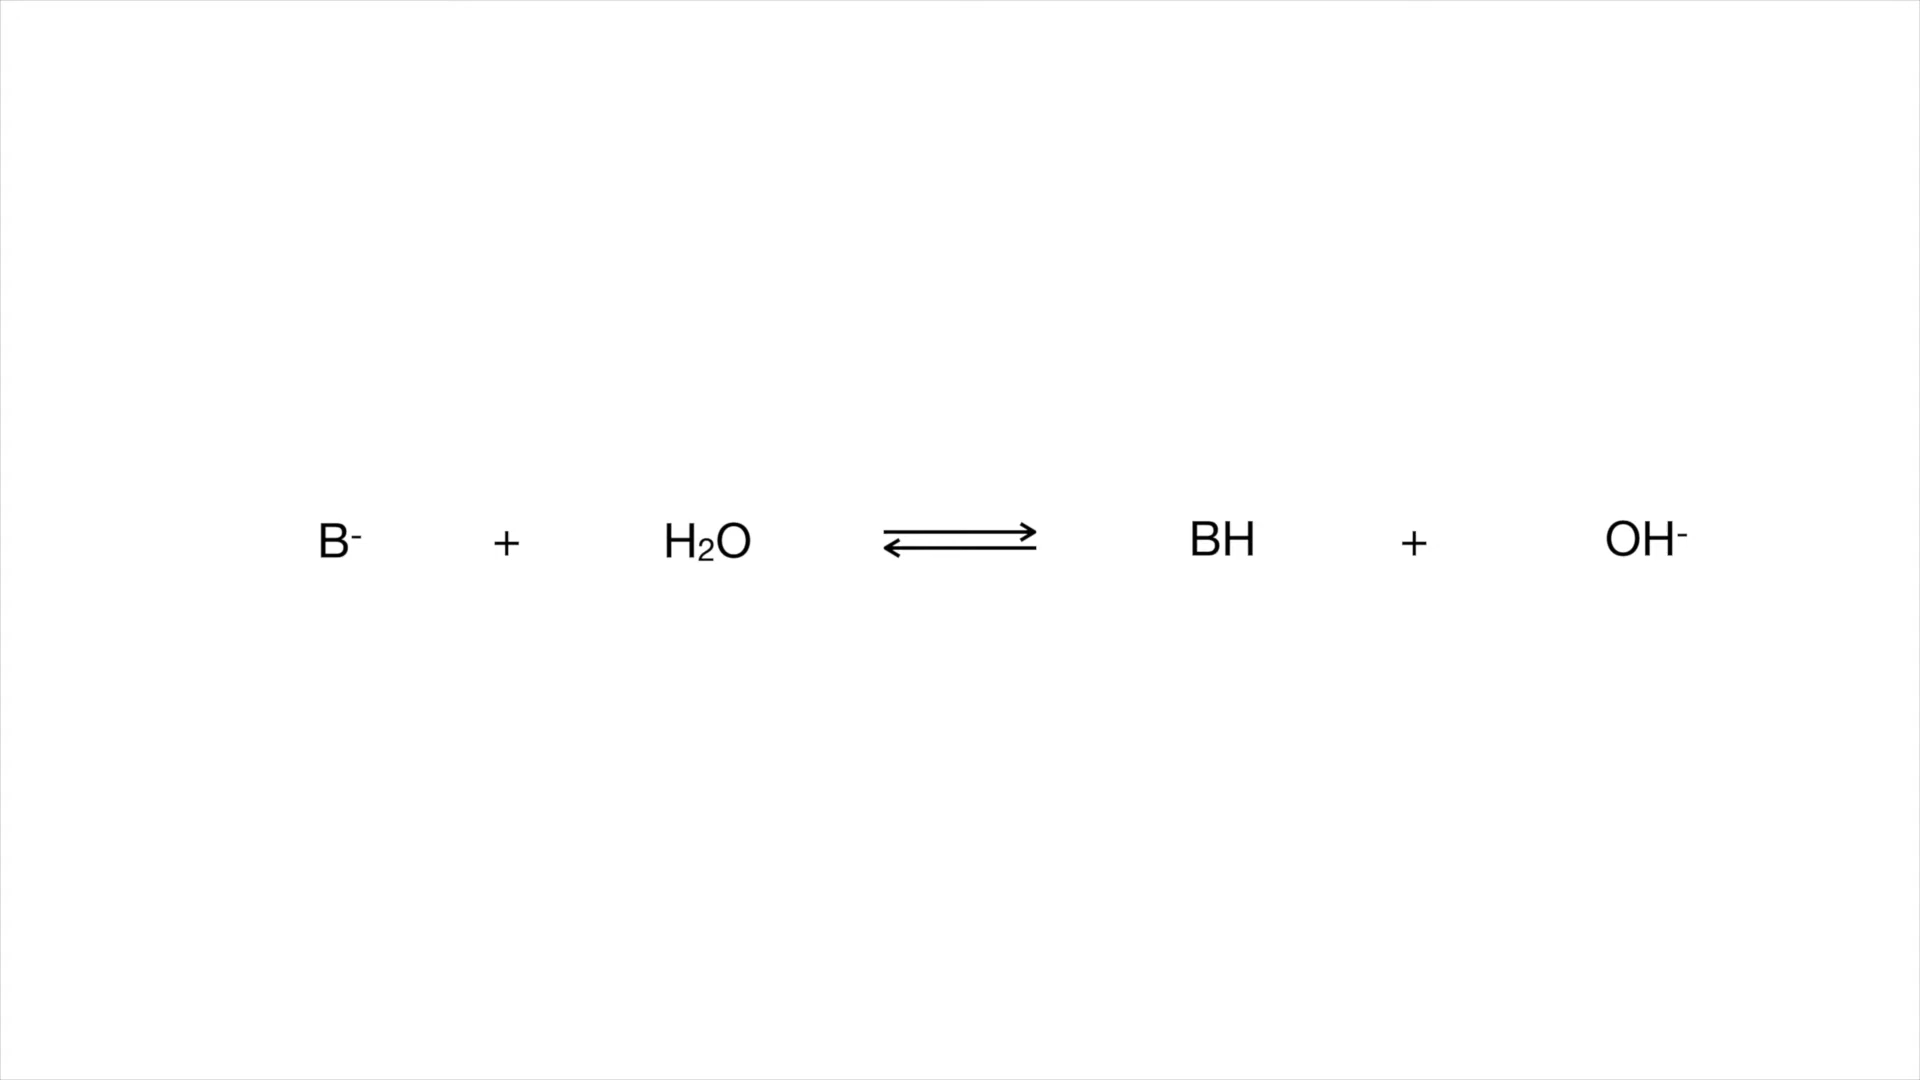 B- + H2O ⇌ BH + OH-